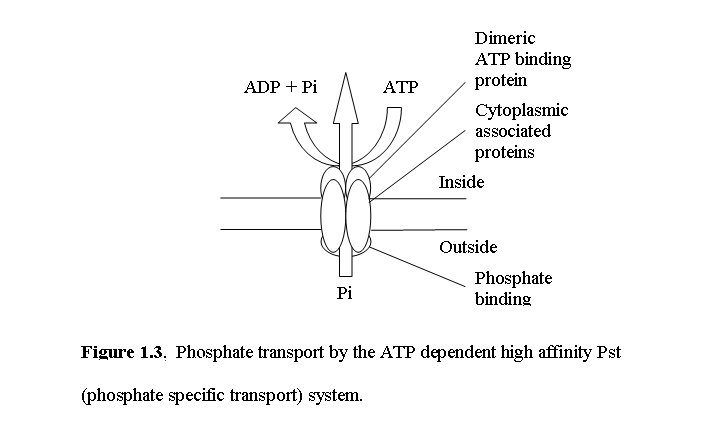 Dimeric
ATP binding
protein
ADP + Pi
ATP
Cytoplasmic
associated
proteins
Inside
Outside
Phosphate
binding
Pi
Figure 1.3. Phosphate transport by the ATP dependent high affinity Pst
(phosphate specific transport) system.